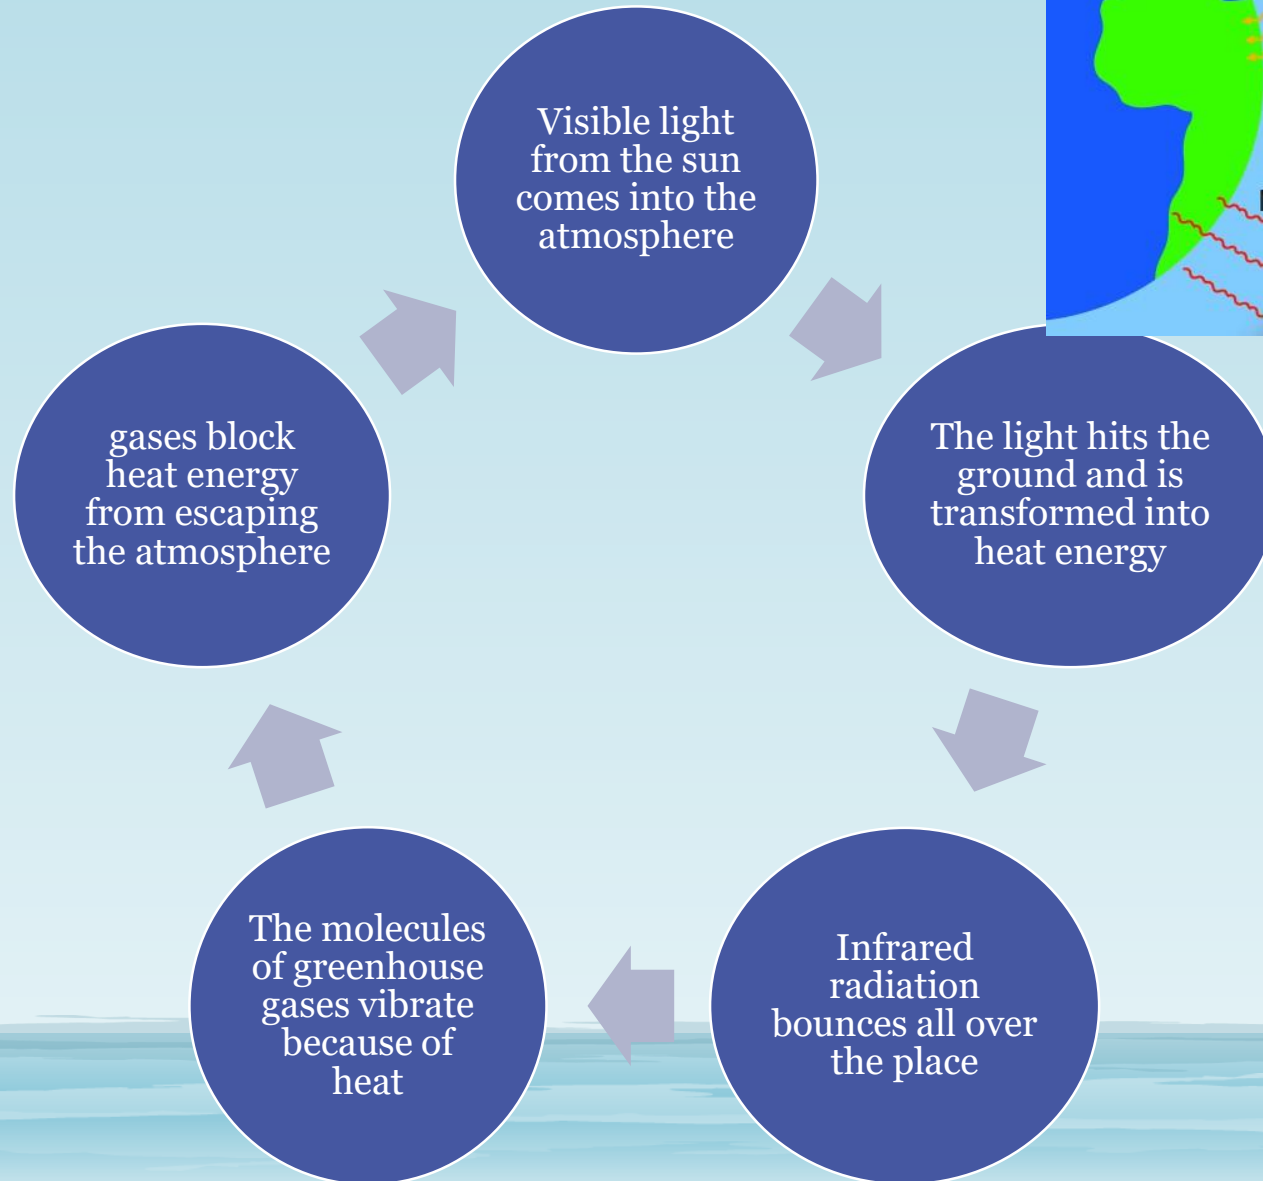 Visible light
from the sun
comes into the
atmosphere
The light hits the
ground and is
transformed into
heat energy
Infrared
radiation
bounces all over
the place
The molecules
of greenhouse
gases vibrate
because of
heat
gases block
heat energy
from escaping
the atmosphere